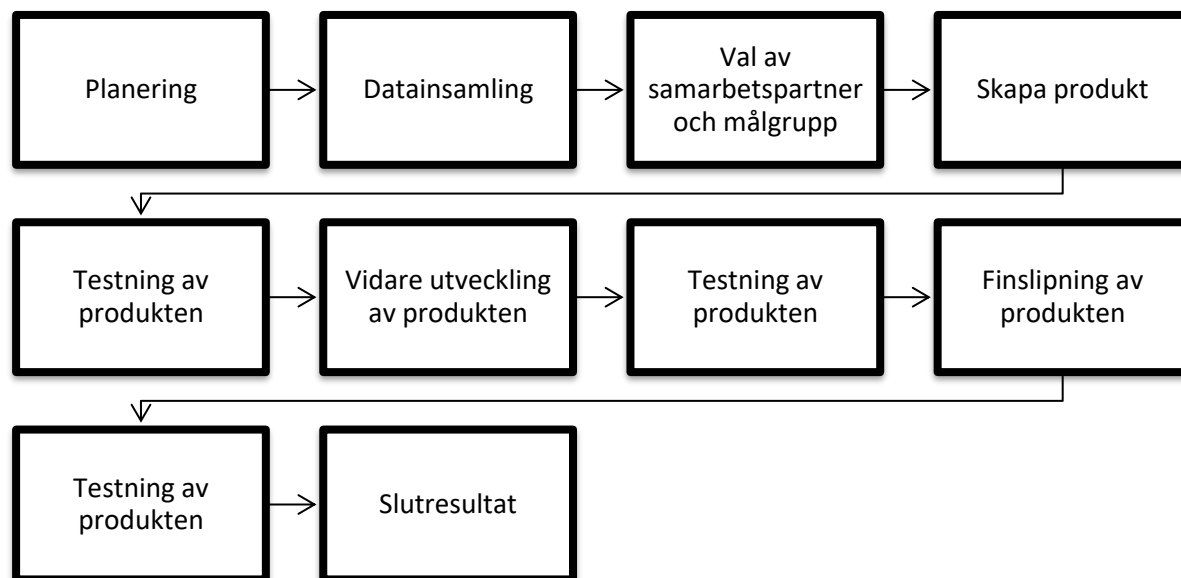 Planering
Datainsamling
Val av
samarbetspartner
och målgrupp
Skapa produkt
Testning av
produkten
Vidare utveckling
av produkten
Testning av
produkten
Finslipning av
produkten
Testning av
produkten
Slutresultat